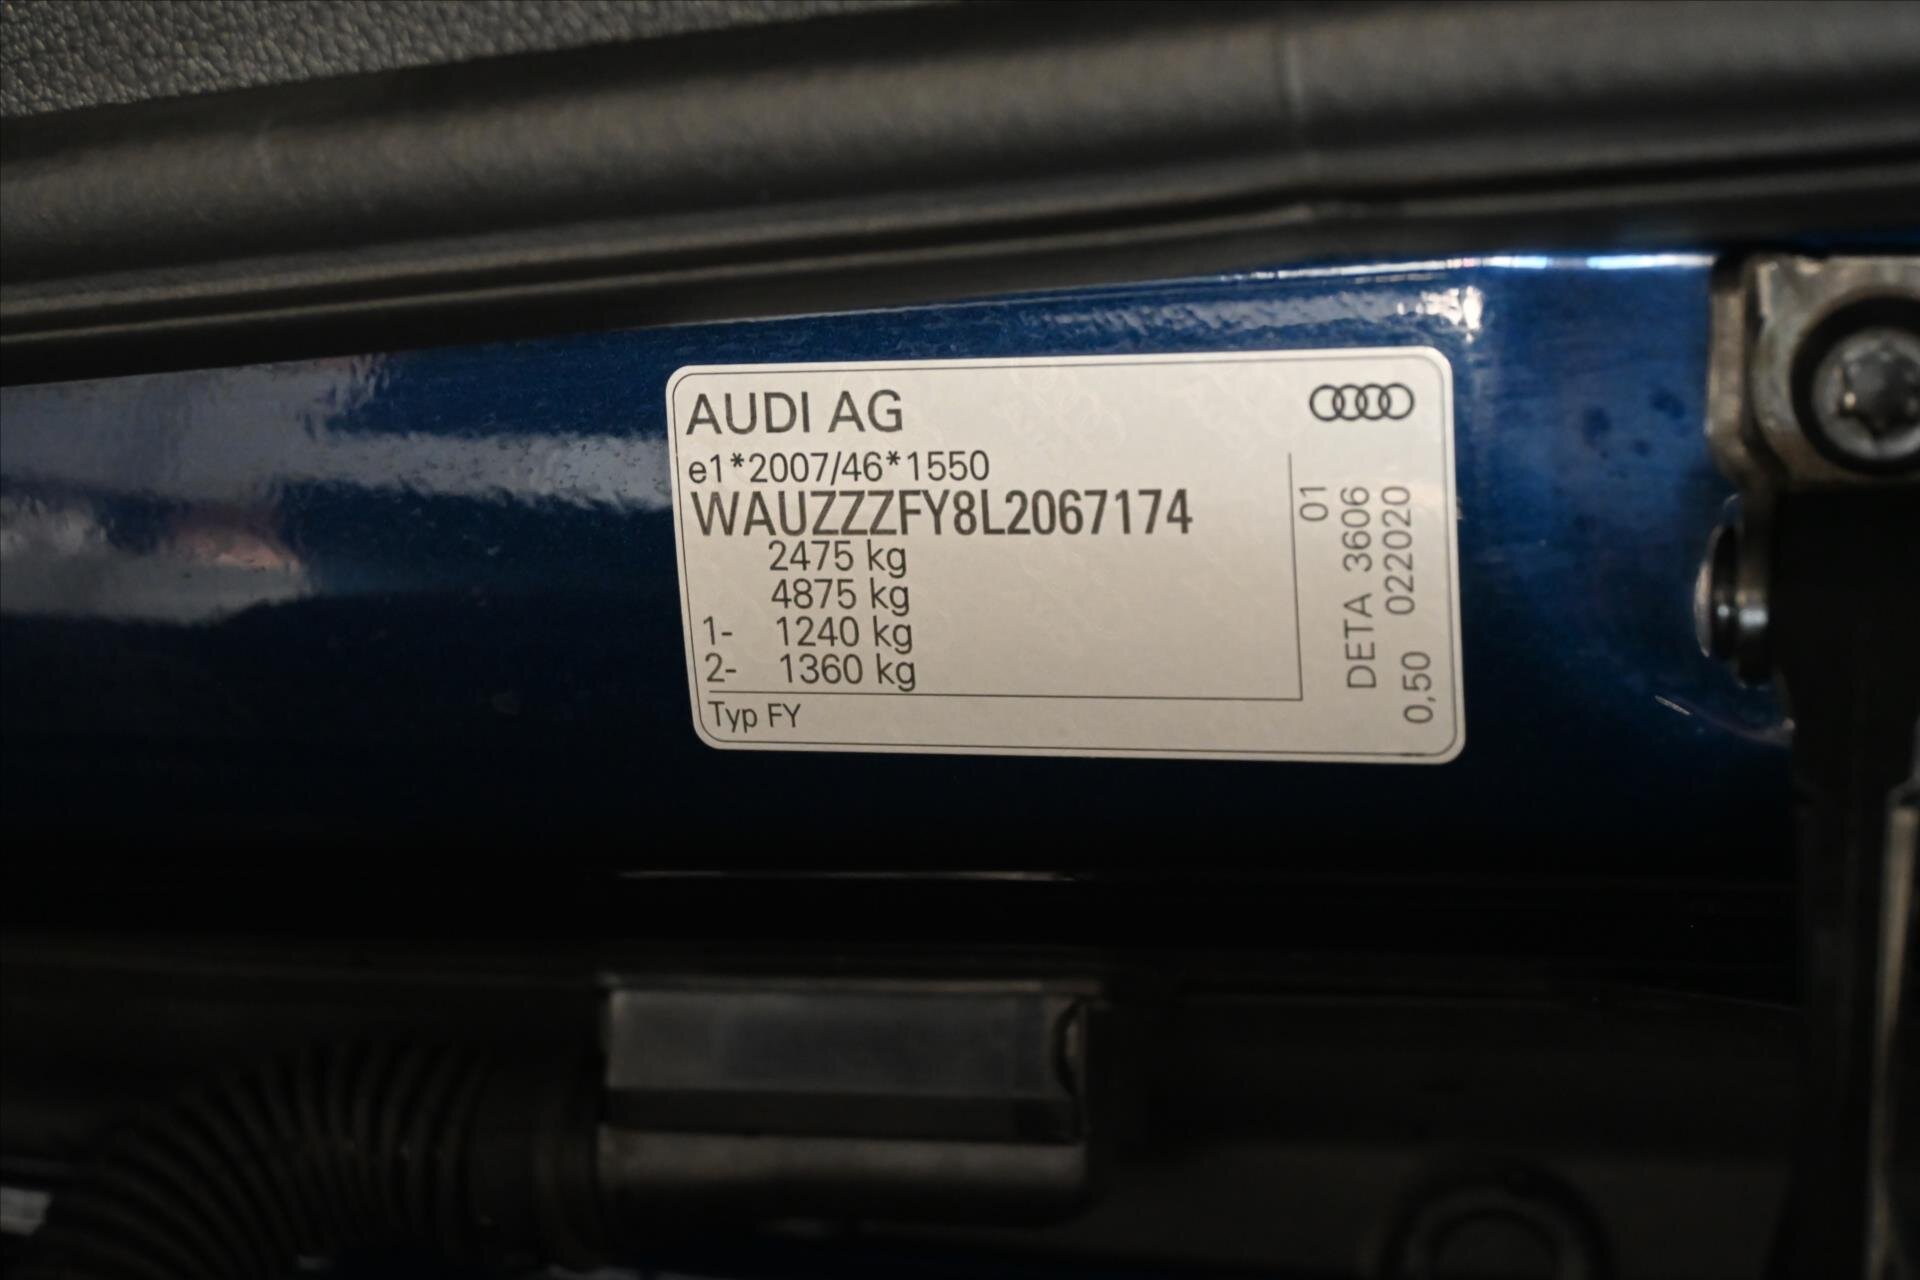 AUDI AG
e1*2007/46*1550
WAUZZZFY8L2067174
2475 kg
4875 kg
1- 1240 kg
2- 1360 kg
Typ FY
01
DETA 3606
0,50 022020